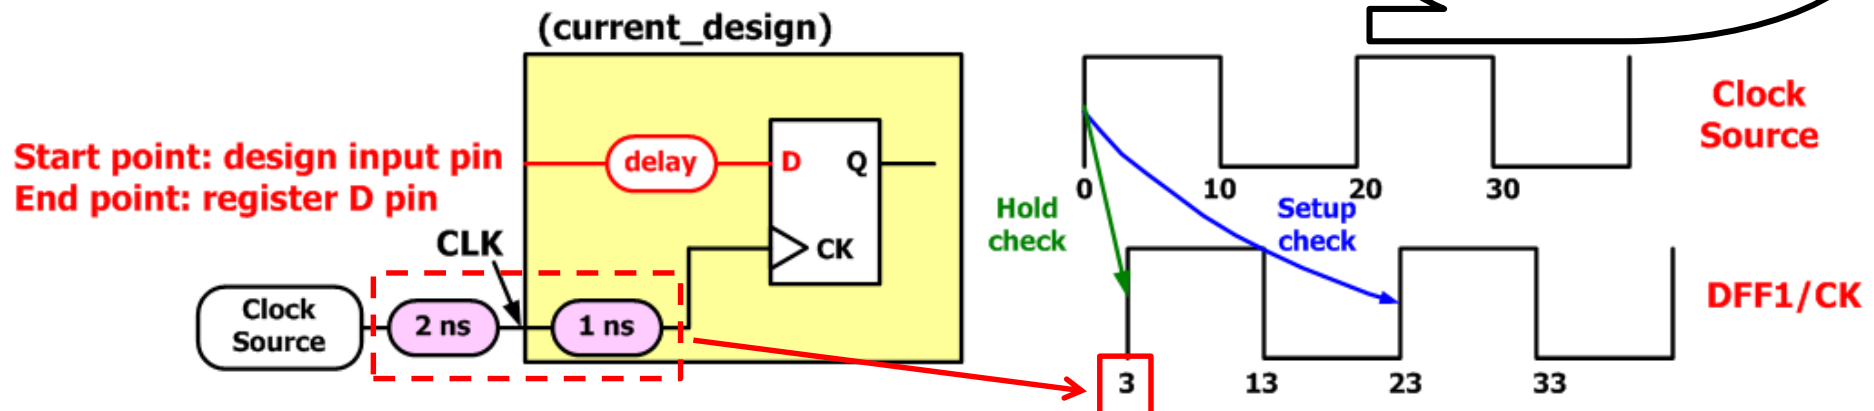 (current_design)
Start point: design input pin
End point: register D pin
delay
D
Q
CK
CLK
Clock
Source
2 ns
1 ns
Clock
Source
0
10
20
30
Hold
check
Setup
check
DFF1/CK
3
13
23
33